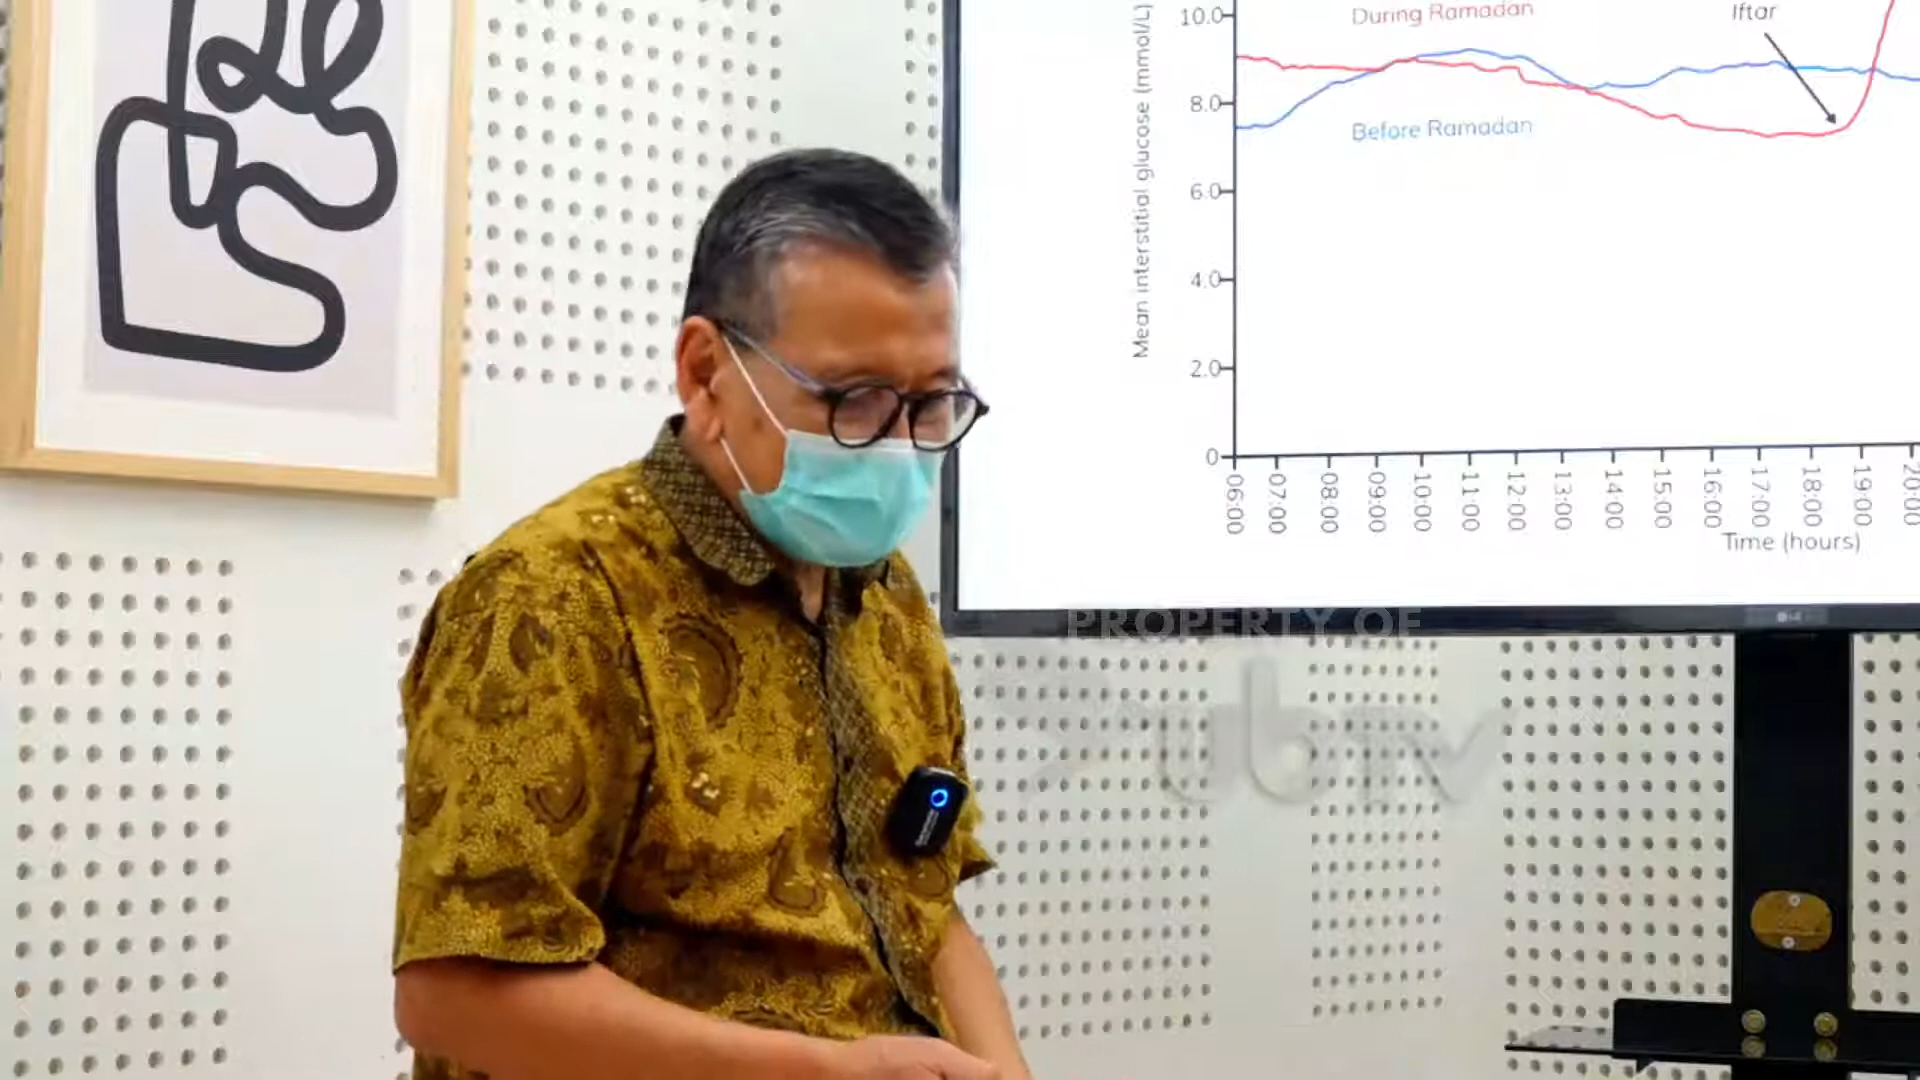 10.0
During Ramadan
Iftar
8.0
Before Ramadan
6.0
4.0
2.0
0
Mean interstitial glucose (mmol/L)
06:00
07:00
08:00
09:00
10:00
11:00
12:00
13:00
14:00
15:00
16:00
17:00
18:00
19:00
20:00
Time (hours)
LG
PROPERTY OF
ubTv